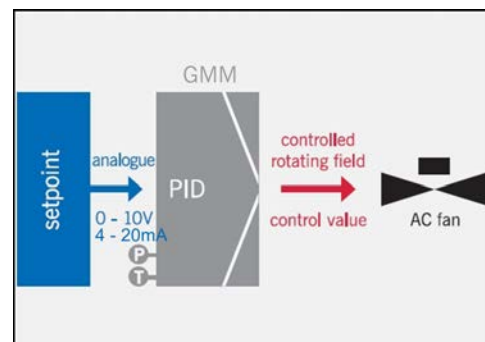 GMM
setpoint
analogue
0 - 10V
4 - 20mA
P
T
PID
controlled
rotating field
control value
AC fan